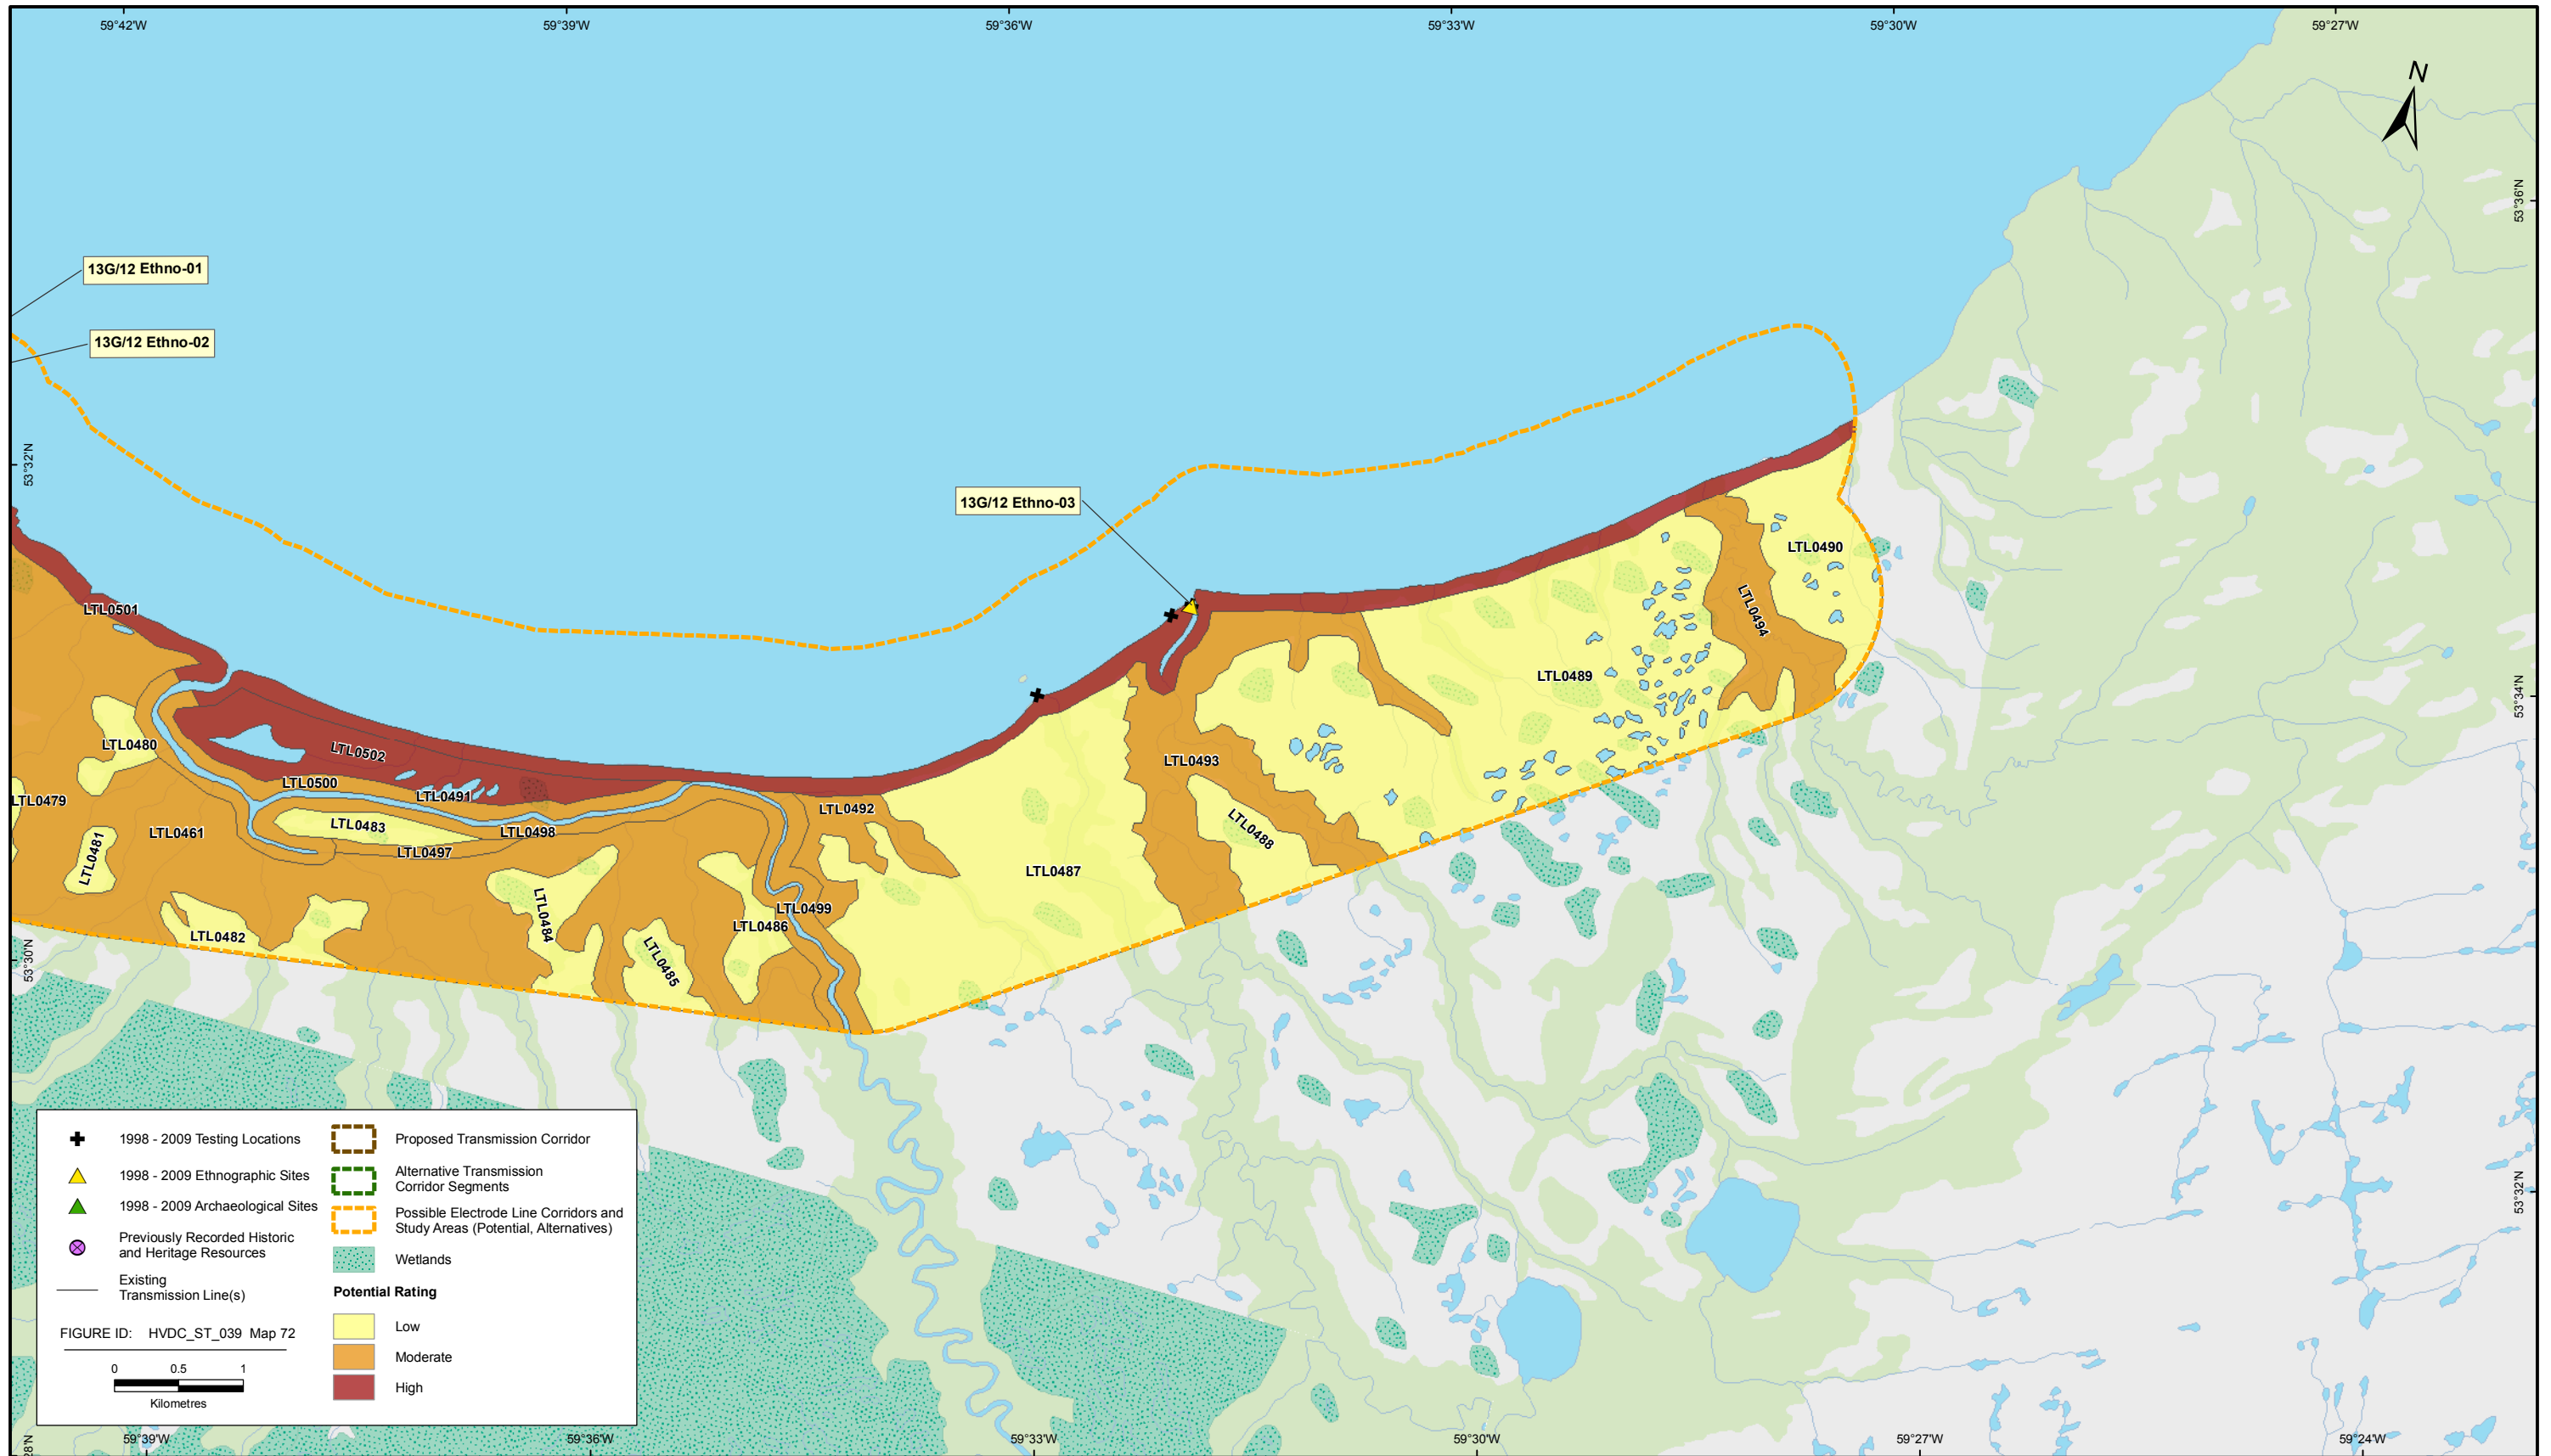 59°42'W
59°39'W
59°36'W
59°33'W
59°30'W
59°27'W
N
53°36'N
13G/12 Ethno-01
13G/12 Ethno-02
53°32'N
13G/12 Ethno-03
LTL0490
LTL0501
LTL0494
LTL0489
53°34'N
LTL0480
LTL0502
LTL0493
LTL0500
LTL0491
LTL0479
LTL0492
LTL0483
LTL0498
LTL0461
LTL0488
LTL0497
LTL0481
LTL0487
LTL0499
LTL0484
LTL0486
LTL0482
LTL0485
53°30'N
1998 - 2009 Testing Locations
1998 - 2009 Ethnographic Sites
1998 - 2009 Archaeological Sites
Previously Recorded Historic
and Heritage Resources
Existing
Transmission Line(s)
FIGURE ID: HVDC_ST_039 Map 72
0 0.5 1
Kilometres
Proposed Transmission Corridor
Alternative Transmission
Corridor Segments
Possible Electrode Line Corridors and
Study Areas (Potential, Alternatives)
Wetlands
Potential Rating
Low
Moderate
High
53°32'N
28'N
59°39'W
59°36'W
59°33'W
59°30'W
59°27'W
59°24'W